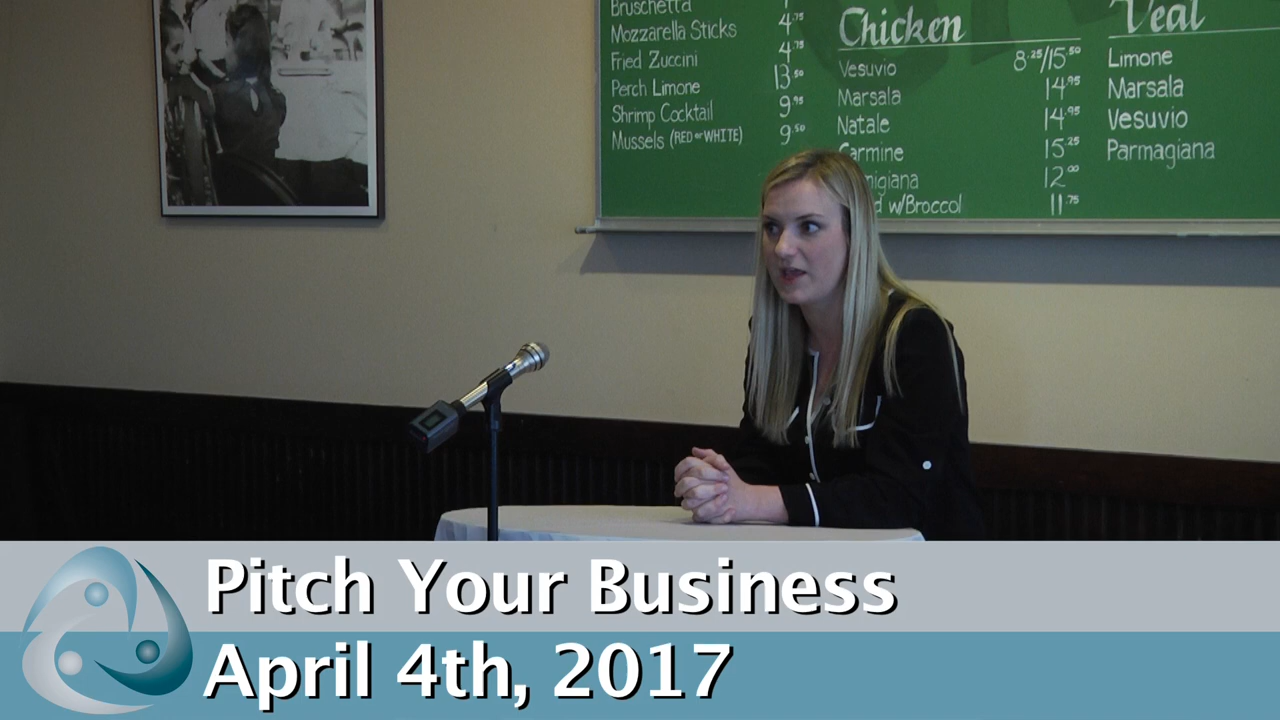 Bruschetta
Mozzarella Sticks 4.75
Fried Zuccini 4.75
Perch Limone 13.50
Shrimp Cocktail 9.95
Mussels (RED or WHITE) 9.50
Chicken
Vesuvio 8.25/15.50
Marsala 14.95
Natale 14.95
Carmine 15.25
12.00
w/Broccol 11.75
Veal
Limone
Marsala
Vesuvio
Parmagiana
Pitch Your Business
April 4th, 2017